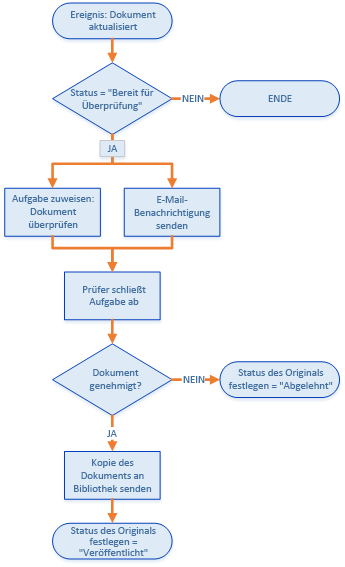 Ereignis: Dokument
aktualisiert
Status = "Bereit für
Überprüfung"
NEIN
ENDE
JA
Aufgabe zuweisen:
Dokument
überprüfen
E-Mail-
Benachrichtigung
senden
Prüfer schließt
Aufgabe ab
Dokument
genehmigt?
NEIN
Status des Originals
festlegen = "Abgelehnt"
JA
Kopie des
Dokuments an
Bibliothek senden
Status des Originals
festlegen =
"Veröffentlicht"